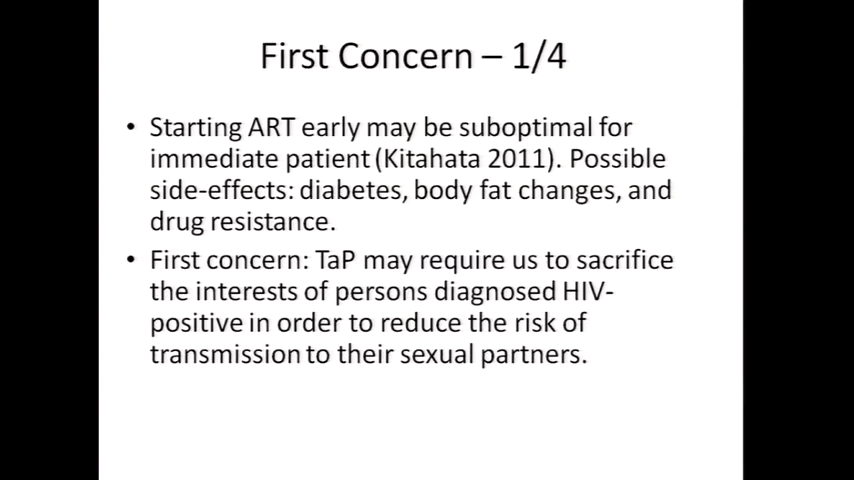 First Concern – 1/4
• Starting ART early may be suboptimal for
immediate patient (Kitahata 2011). Possible
side-effects: diabetes, body fat changes, and
drug resistance.
• First concern: TaP may require us to sacrifice
the interests of persons diagnosed HIV-
positive in order to reduce the risk of
transmission to their sexual partners.